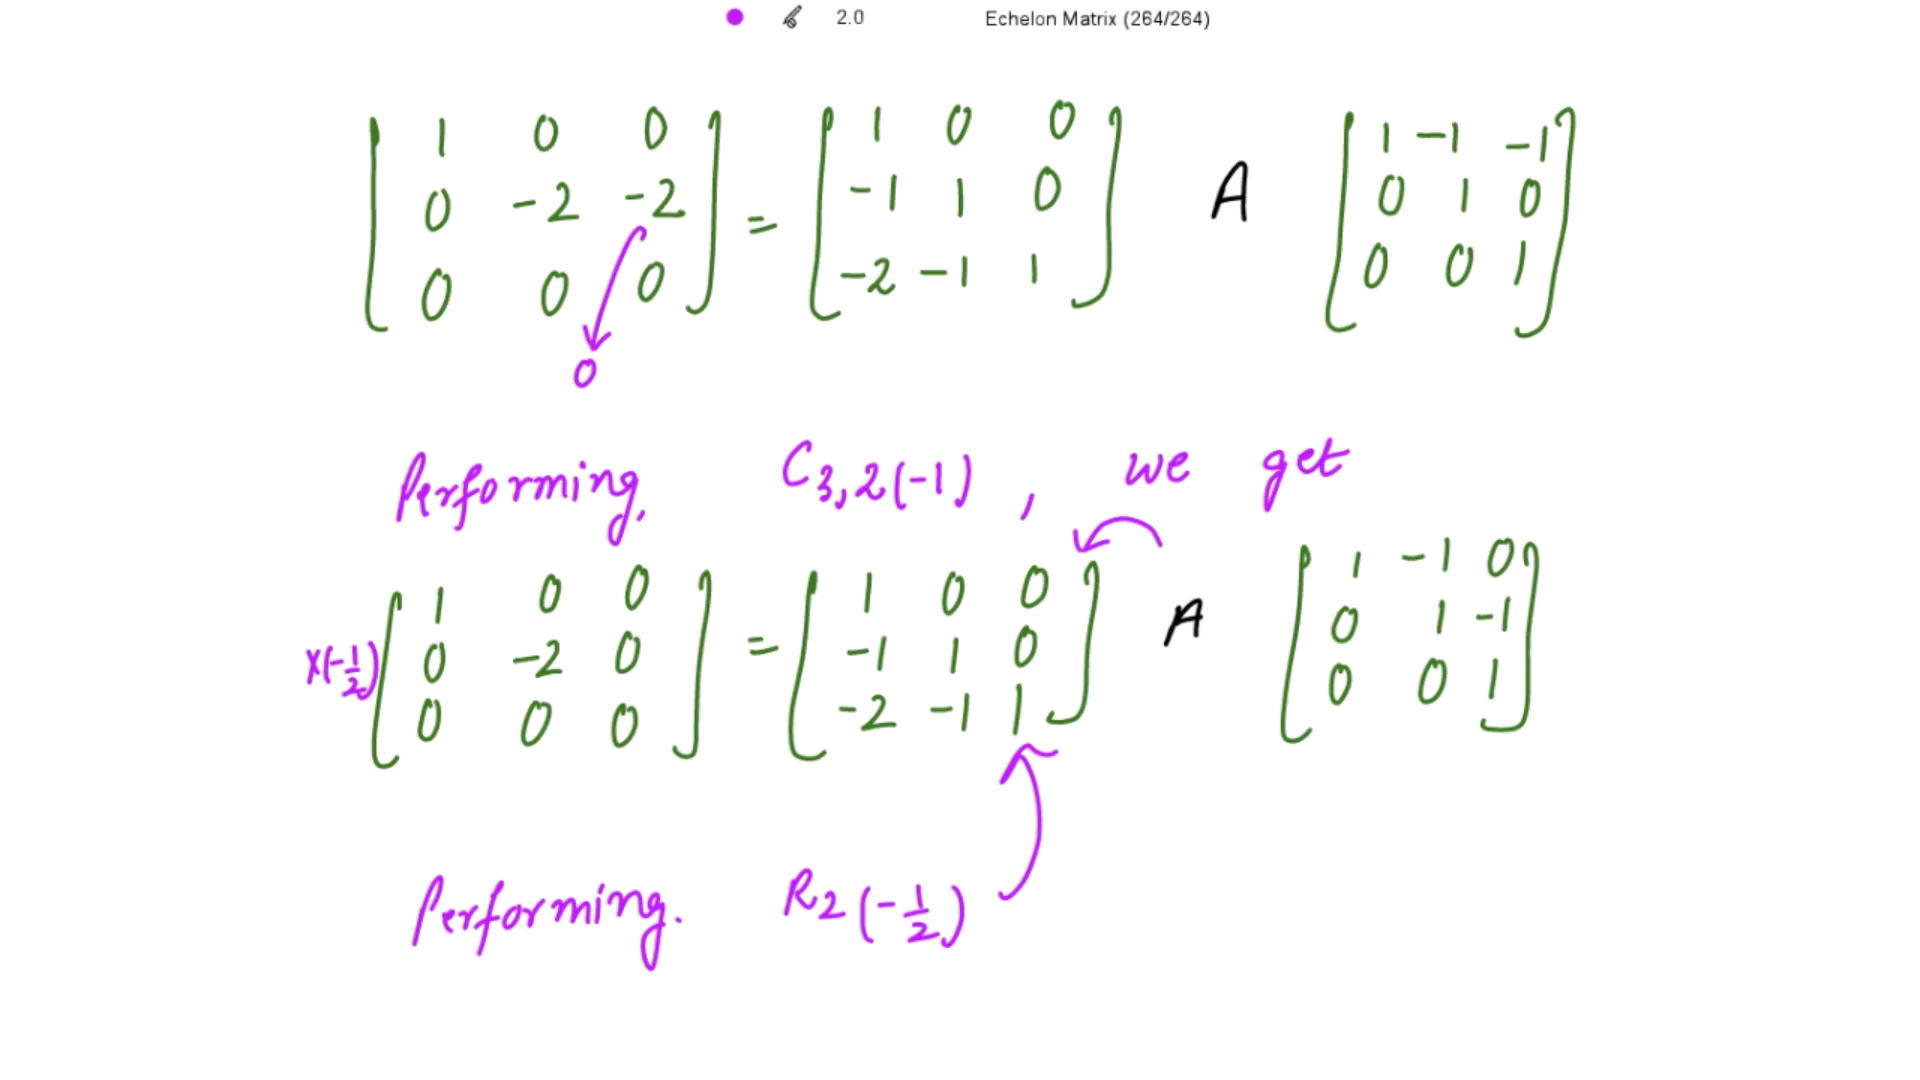 2.0 Echelon Matrix (264/264)
1 0 0 1 0 0 1 -1 -1
0 -2 -2 = -1 1 0 A 0 1 0
0 0 0 -2 -1 1 0 0 1
0
Performing, C3,2(-1), we get
1 0 0 1 0 0 1 -1 0
X(-1/2) 0 -2 0 = -1 1 0 A 0 1 -1
0 0 0 -2 -1 1 0 0 1
Performing. R2(-1/2)